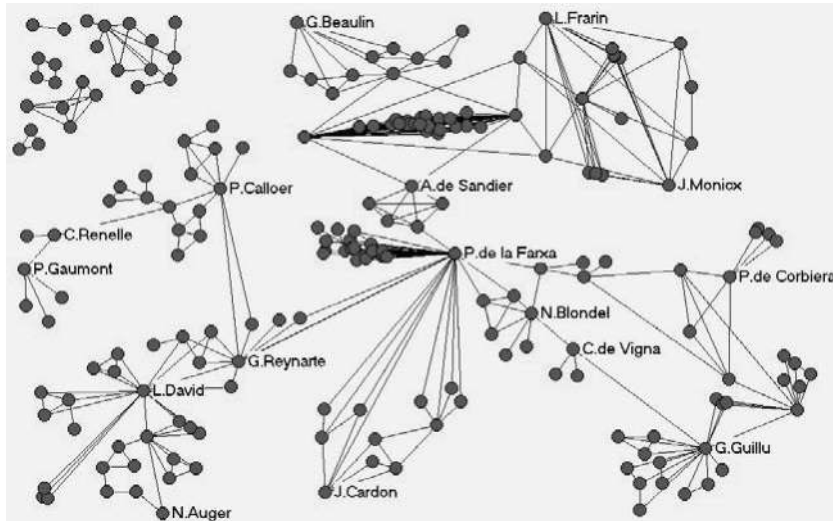 G.Beaulin
L.Frarin
P.Calloer
A.de Sandier
J.Moniox
C.Renelle
P.Gaumont
P.de la Farxa
P.de Corbiera
N.Blondel
C.de Vigna
G.Reynarte
L.David
G.Guillu
J.Cardon
N.Auger